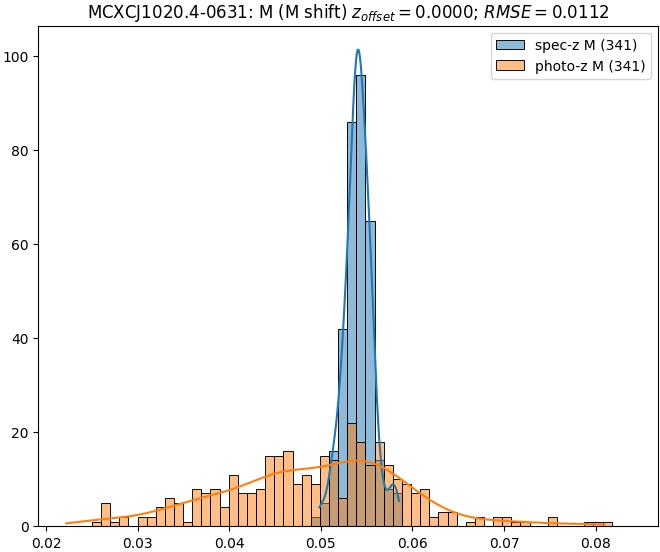 MCXCJ1020.4-0631: M (M shift) z_offset = 0.0000; RMSE = 0.0112
spec-z M (341)
photo-z M (341)
100
80
60
40
20
0
0.02 0.03 0.04 0.05 0.06 0.07 0.08